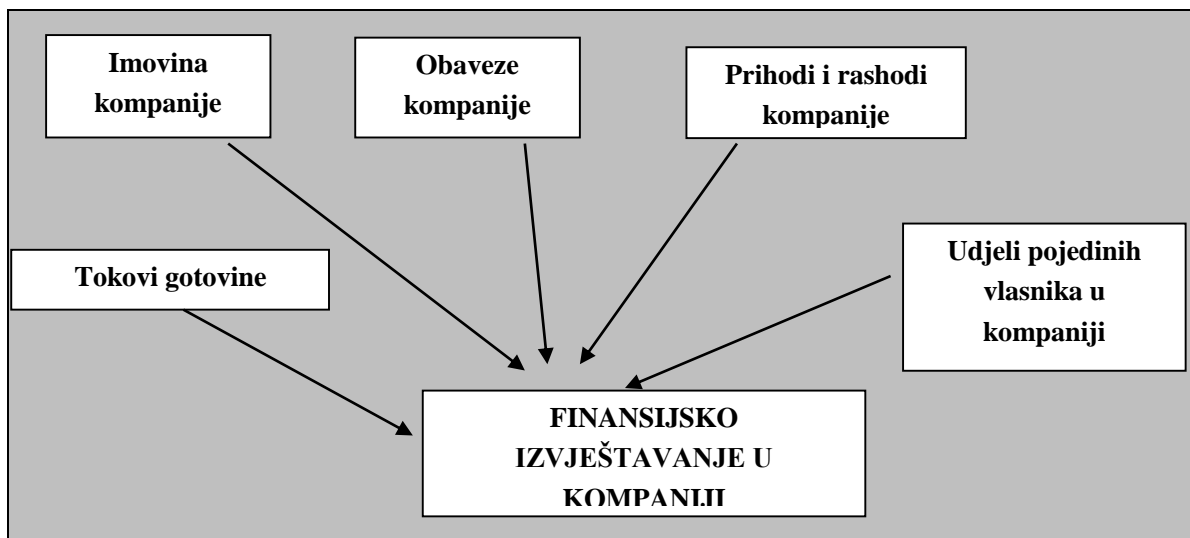 Imovina
kompanije
Obaveze
kompanije
Prihodi i rashodi
kompanije
Tokovi gotovine
Udjeli pojedinih
vlasnika u
kompaniji
FINANSIJSKO
IZVJEŠTAVANJE U
KOMPANIJI